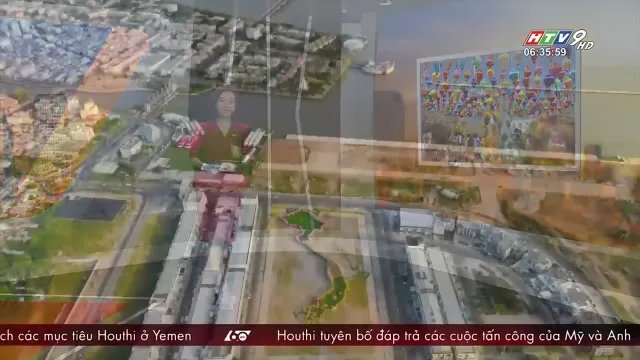 HTV9 HD
06:35:59
ch các mục tiêu Houthi ở Yemen 60 Houthi tuyên bố đáp trả các cuộc tấn công của Mỹ và Anh